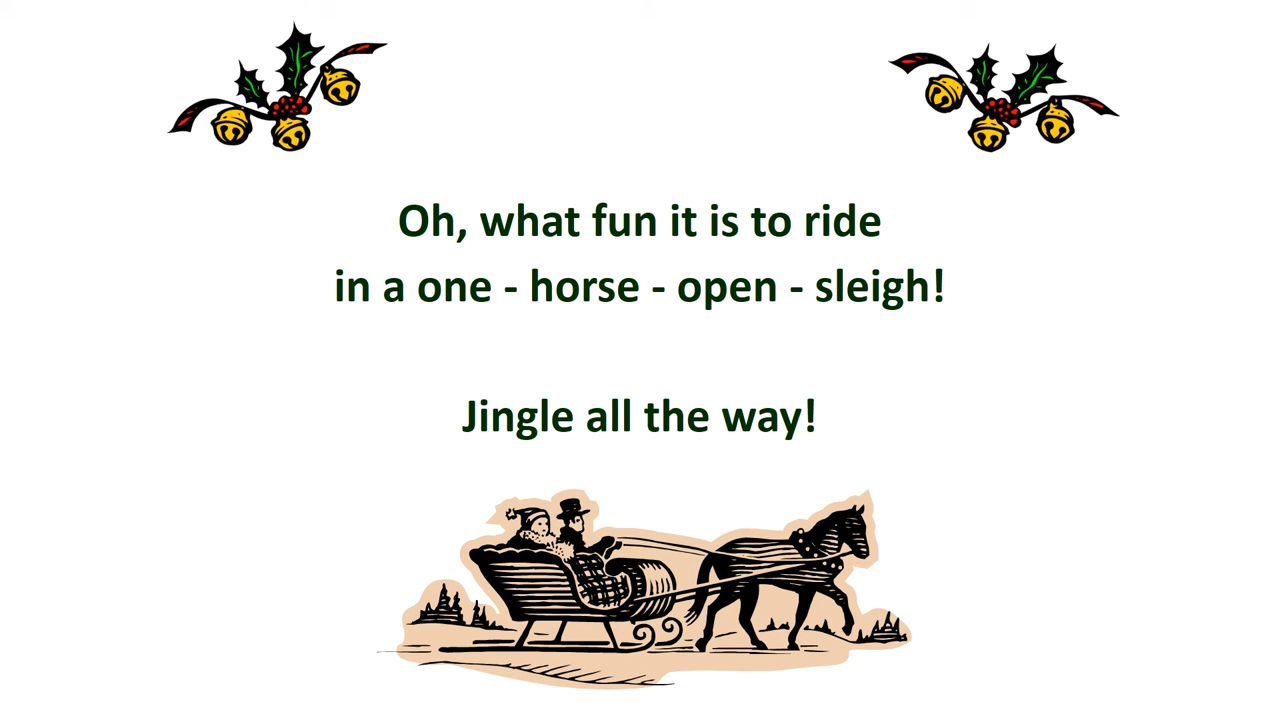 Oh, what fun it is to ride
in a one - horse - open - sleigh!
Jingle all the way!